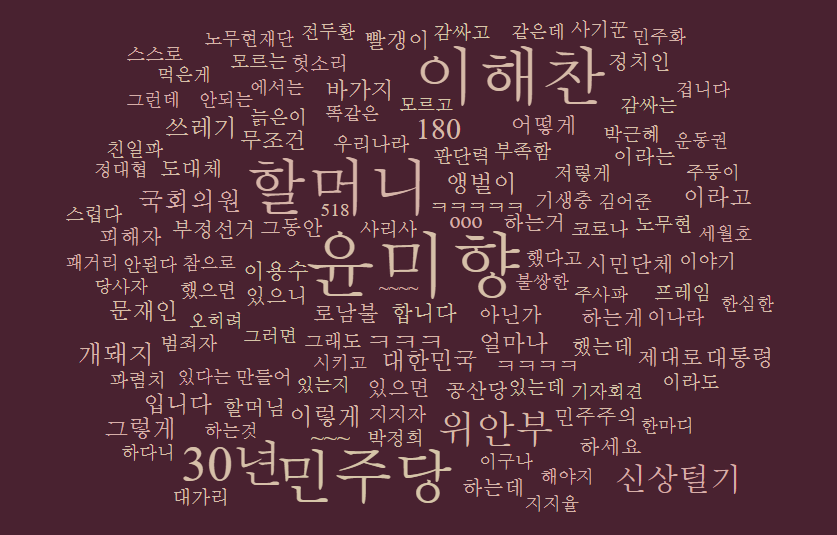 노무현재단 전두환 빨갱이 감싸고 같은데 사기꾼 민주화
스스로 모르는 헛소리 이해찬 정치인
먹은게 에서는 바가지 겁니다
그런데 안되는 늙은이 똑같은 모르고 감싸는
쓰레기 무조건 우리나라 180 어떻게 박근혜 운동권
친일파 판단력 부족함 이라는
정대협 도대체 할머니 앵벌이 저렇게 주둥이
국회의원 518 ㅋㅋㅋㅋㅋ 기생충 김어준 이라고
스럽다 피해자 부정선거 그동안 사리사 ooo 하는거 코로나 노무현 세월호
패거리 안된다 참으로 이용수 윤미향 했다고 시민단체 이야기
당사자 했으면 있으니 ~~~~ 불쌍한 주사파 프레임 한심한
문재인 오히려 로남불 합니다 아닌가 하는게 이나라
개돼지 범죄자 그러면 그래도 ㅋㅋㅋ 얼마나 했는데 제대로 대통령
시키고 대한민국 ㅋㅋㅋㅋ
파렴치 있다는 만들어 있는지 있으면 공산당 있는데 기자회견 이라도
입니다 할머님 이렇게 지지자 위안부 민주주의 한마디
그렇게 하는것 ~~~ 박정희 하세요
하다니 30년 민주당 이구나 해야지 신상털기
대가리 하는데 지지율